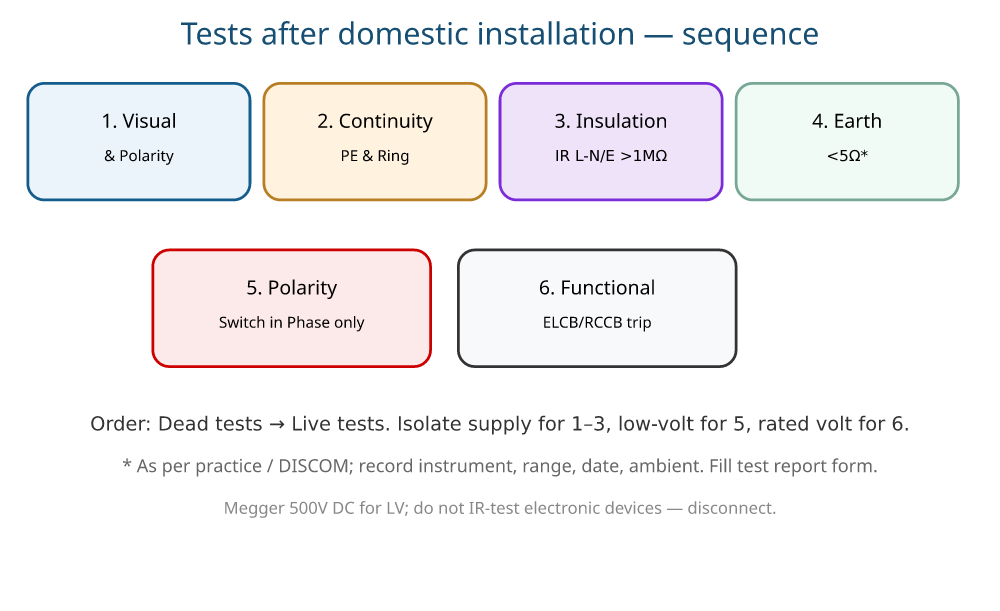 Tests after domestic installation — sequence
1. Visual
& Polarity
2. Continuity
PE & Ring
3. Insulation
IR L-N/E >1MΩ
4. Earth
<5Ω*
5. Polarity
Switch in Phase only
6. Functional
ELCB/RCCB trip
Order: Dead tests → Live tests. Isolate supply for 1–3, low-volt for 5, rated volt for 6.
* As per practice / DISCOM; record instrument, range, date, ambient. Fill test report form.
Megger 500V DC for LV; do not IR-test electronic devices — disconnect.